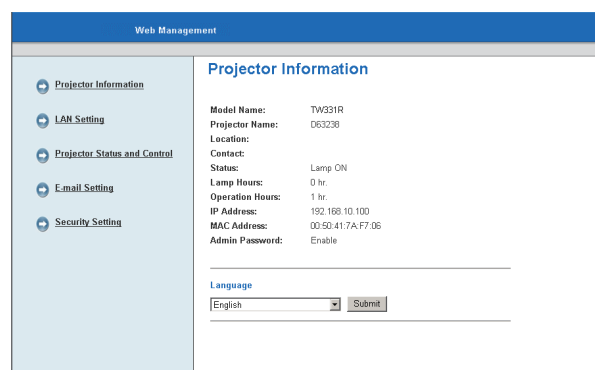 Web Management
Projector Information
LAN Setting
Projector Status and Control
E-mail Setting
Security Setting
Projector Information
Model Name: TW331R
Projector Name: D63238
Location:
Contact:
Status: Lamp ON
Lamp Hours: 0 hr.
Operation Hours: 1 hr.
IP Address: 192.168.10.100
MAC Address: 00:50:41:7A:F7:06
Admin Password: Enable
Language
English
Submit